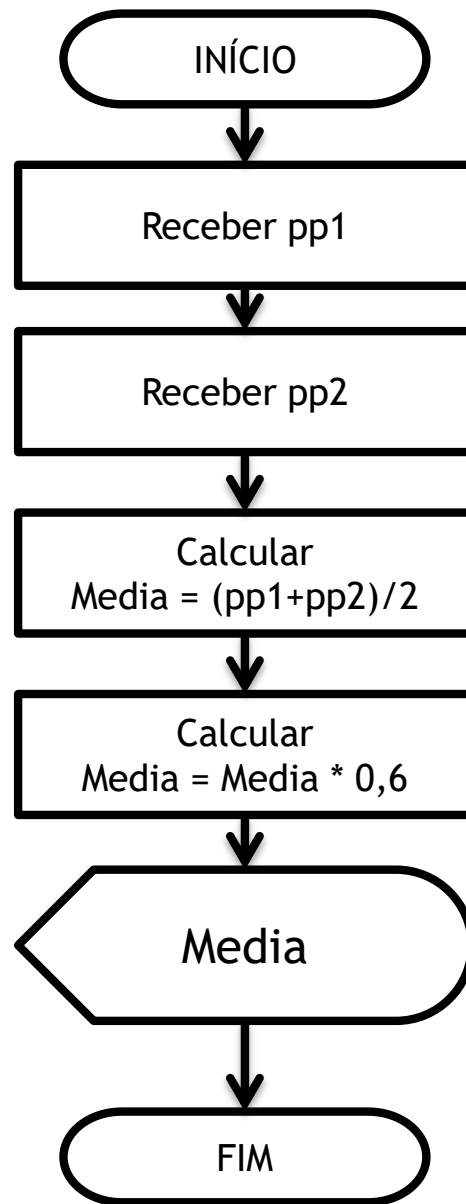 INÍCIO
Receber pp1
Receber pp2
Calcular
Media = (pp1+pp2)/2
Calcular
Media = Media * 0,6
Media
FIM